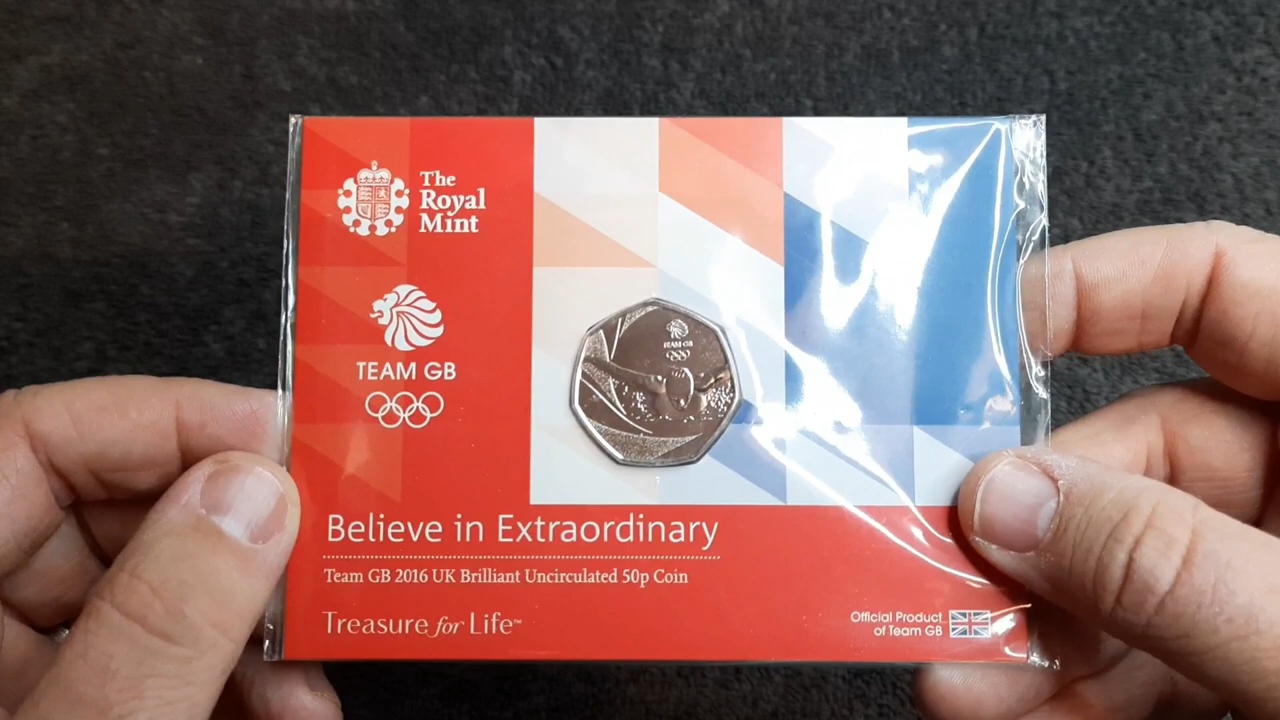 The
Royal
Mint
TEAM GB
TEAM GB
Believe in Extraordinary
Team GB 2016 UK Brilliant Uncirculated 50p Coin
Treasure for Life™
Official Product
of Team GB